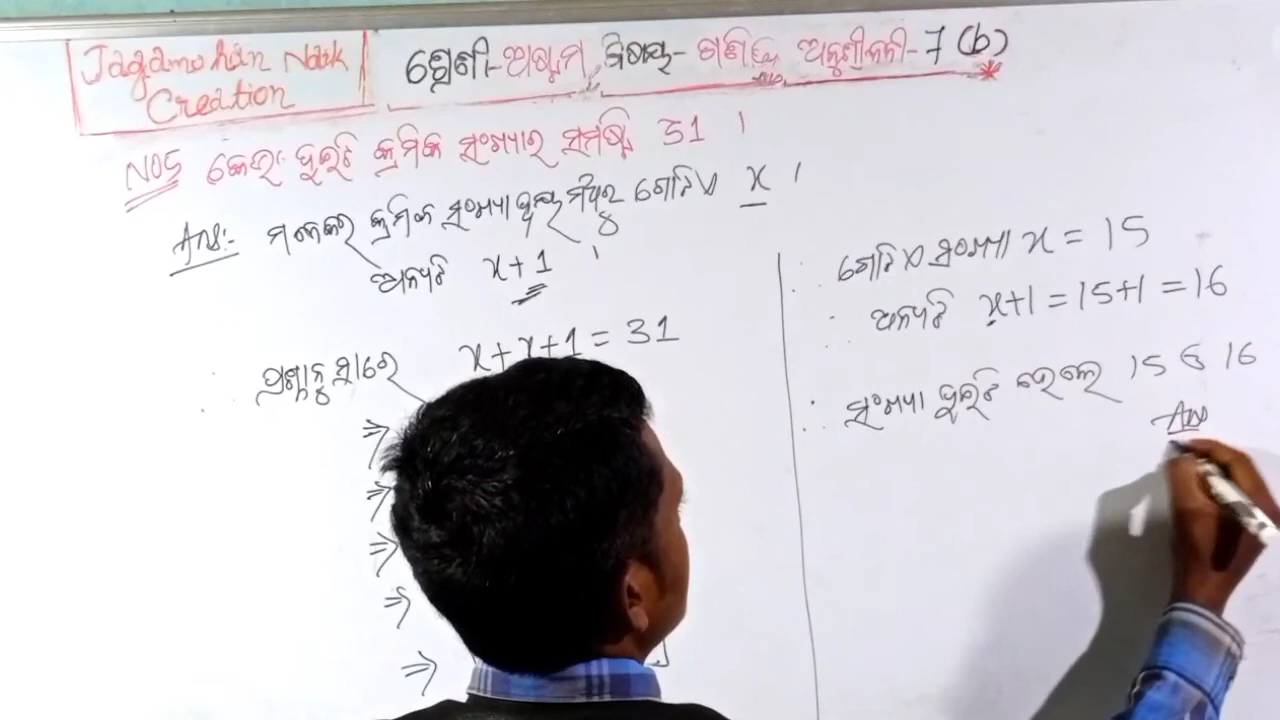 Jagamohan Naik
Creation
ଶ୍ରେଣୀ-ଅଷ୍ଟମ ବିଷୟ- ଗଣିତ ଅନୁଶୀଳନୀ-7(b)
NO5 କେଉଁ ଦୁଇଟି କ୍ରମିକ ସଂଖ୍ୟାର ସମଷ୍ଟି 31 ।
Ans:- ମନେକର କ୍ରମିକ ସଂଖ୍ୟା ଦ୍ୱୟ ମଧ୍ୟରୁ ଗୋଟିଏ x ।
ଅନ୍ୟଟି x+1 ।
ପ୍ରଶ୍ନାନୁସାରେ x+x+1=31
⇒
⇒
⇒
⇒
⇒
∴ ଗୋଟିଏ ସଂଖ୍ୟା x = 15
∴ ଅନ୍ୟଟି x+1 = 15+1 = 16
∴ ସଂଖ୍ୟା ଦୁଇଟି ହେଲେ 15 ଓ 16
Ans